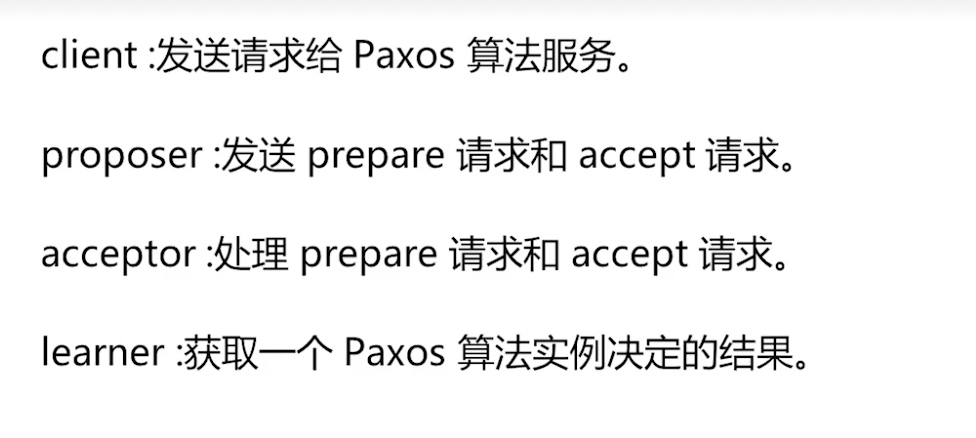 client :发送请求给 Paxos 算法服务。
proposer :发送 prepare 请求和 accept 请求。
acceptor :处理 prepare 请求和 accept 请求。
learner :获取一个 Paxos 算法实例决定的结果。